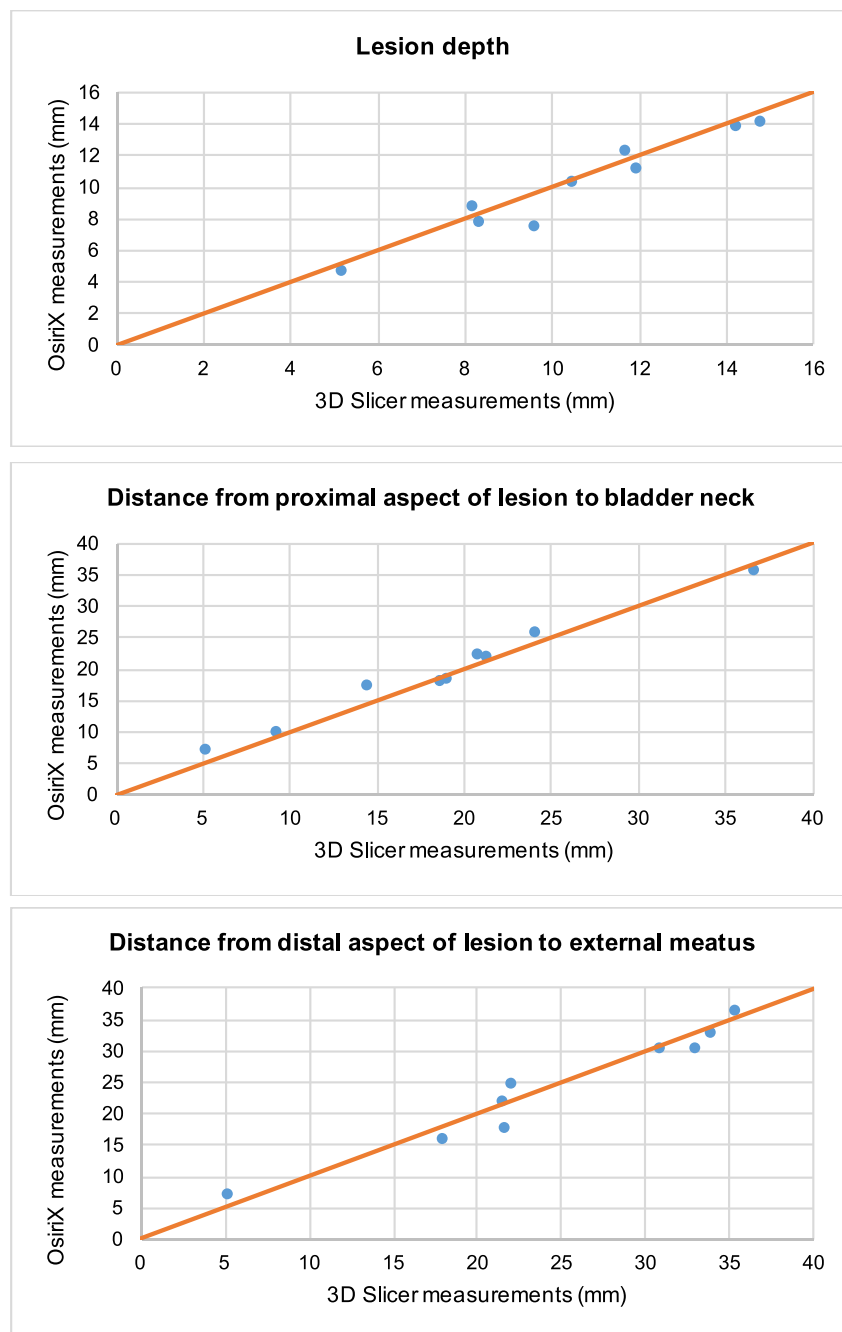 Lesion depth
OsiriX measurements (mm)
16
14
12
10
8
6
4
2
0
0 2 4 6 8 10 12 14 16
3D Slicer measurements (mm)
Distance from proximal aspect of lesion to bladder neck
OsiriX measurements (mm)
40
35
30
25
20
15
10
5
0
0 5 10 15 20 25 30 35 40
3D Slicer measurements (mm)
Distance from distal aspect of lesion to external meatus
OsiriX measurements (mm)
40
35
30
25
20
15
10
5
0
0 5 10 15 20 25 30 35 40
3D Slicer measurements (mm)